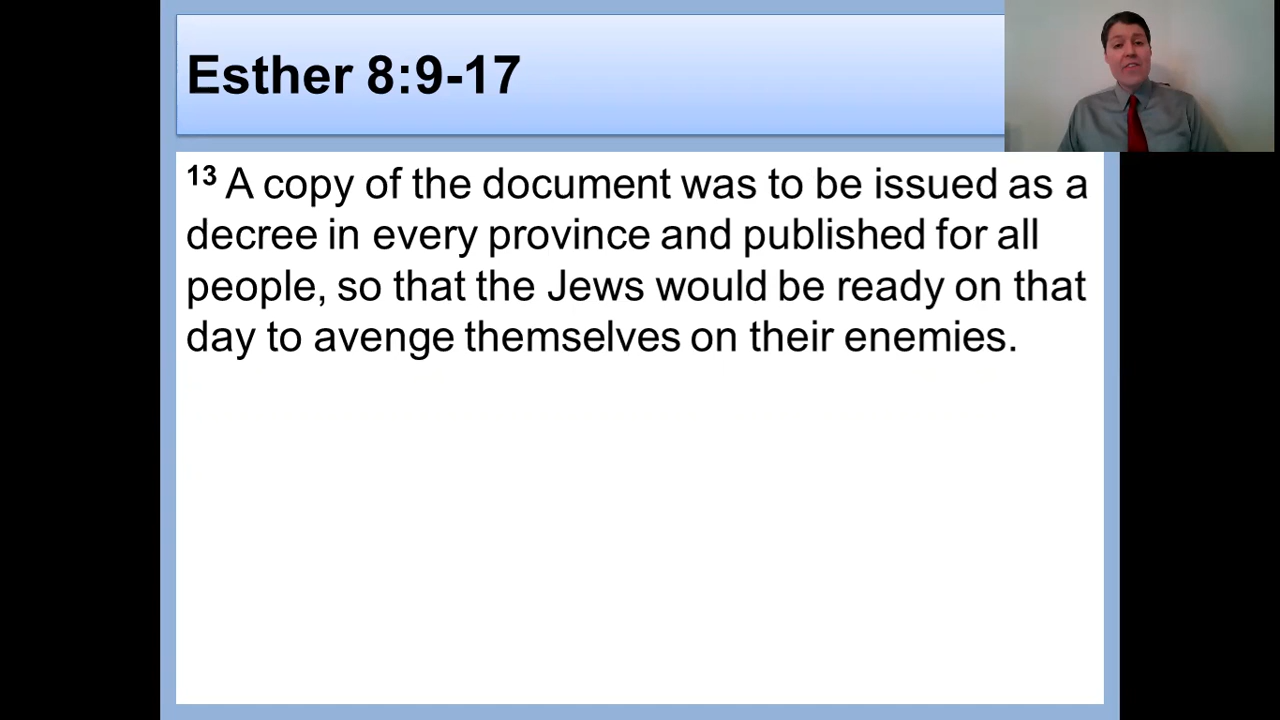 Esther 8:9-17
13 A copy of the document was to be issued as a
decree in every province and published for all
people, so that the Jews would be ready on that
day to avenge themselves on their enemies.